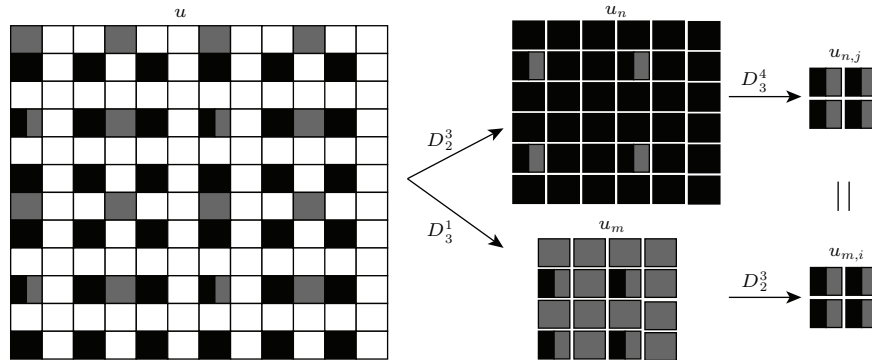 u
u_n
D_3^4
u_{n,j}
D_2^3
D_3^1
||
u_m
D_2^3
u_{m,i}